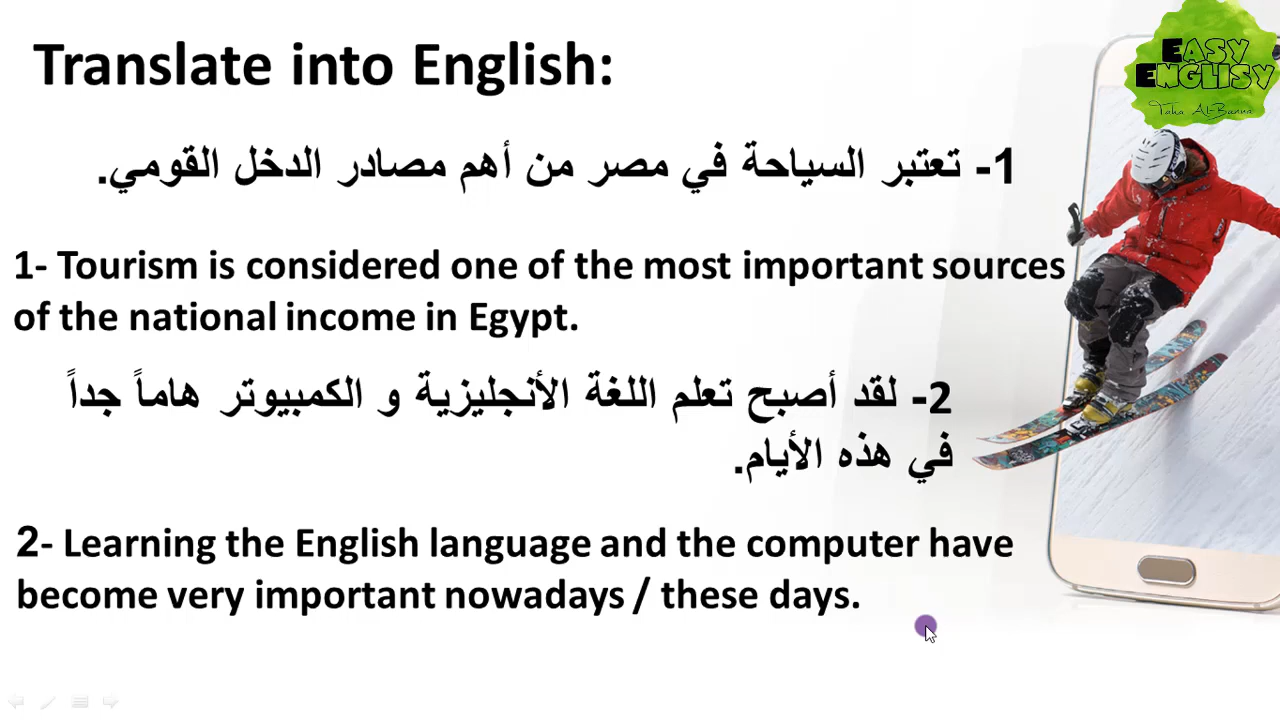 Translate into English:
EASY
ENGLISY
Taha Al-Banna
1- تعتبر السياحة في مصر من أهم مصادر الدخل القومي.
1- Tourism is considered one of the most important sources
of the national income in Egypt.
2- لقد أصبح تعلم اللغة الأنجليزية و الكمبيوتر هاماً جداً
في هذه الأيام.
2- Learning the English language and the computer have
become very important nowadays / these days.